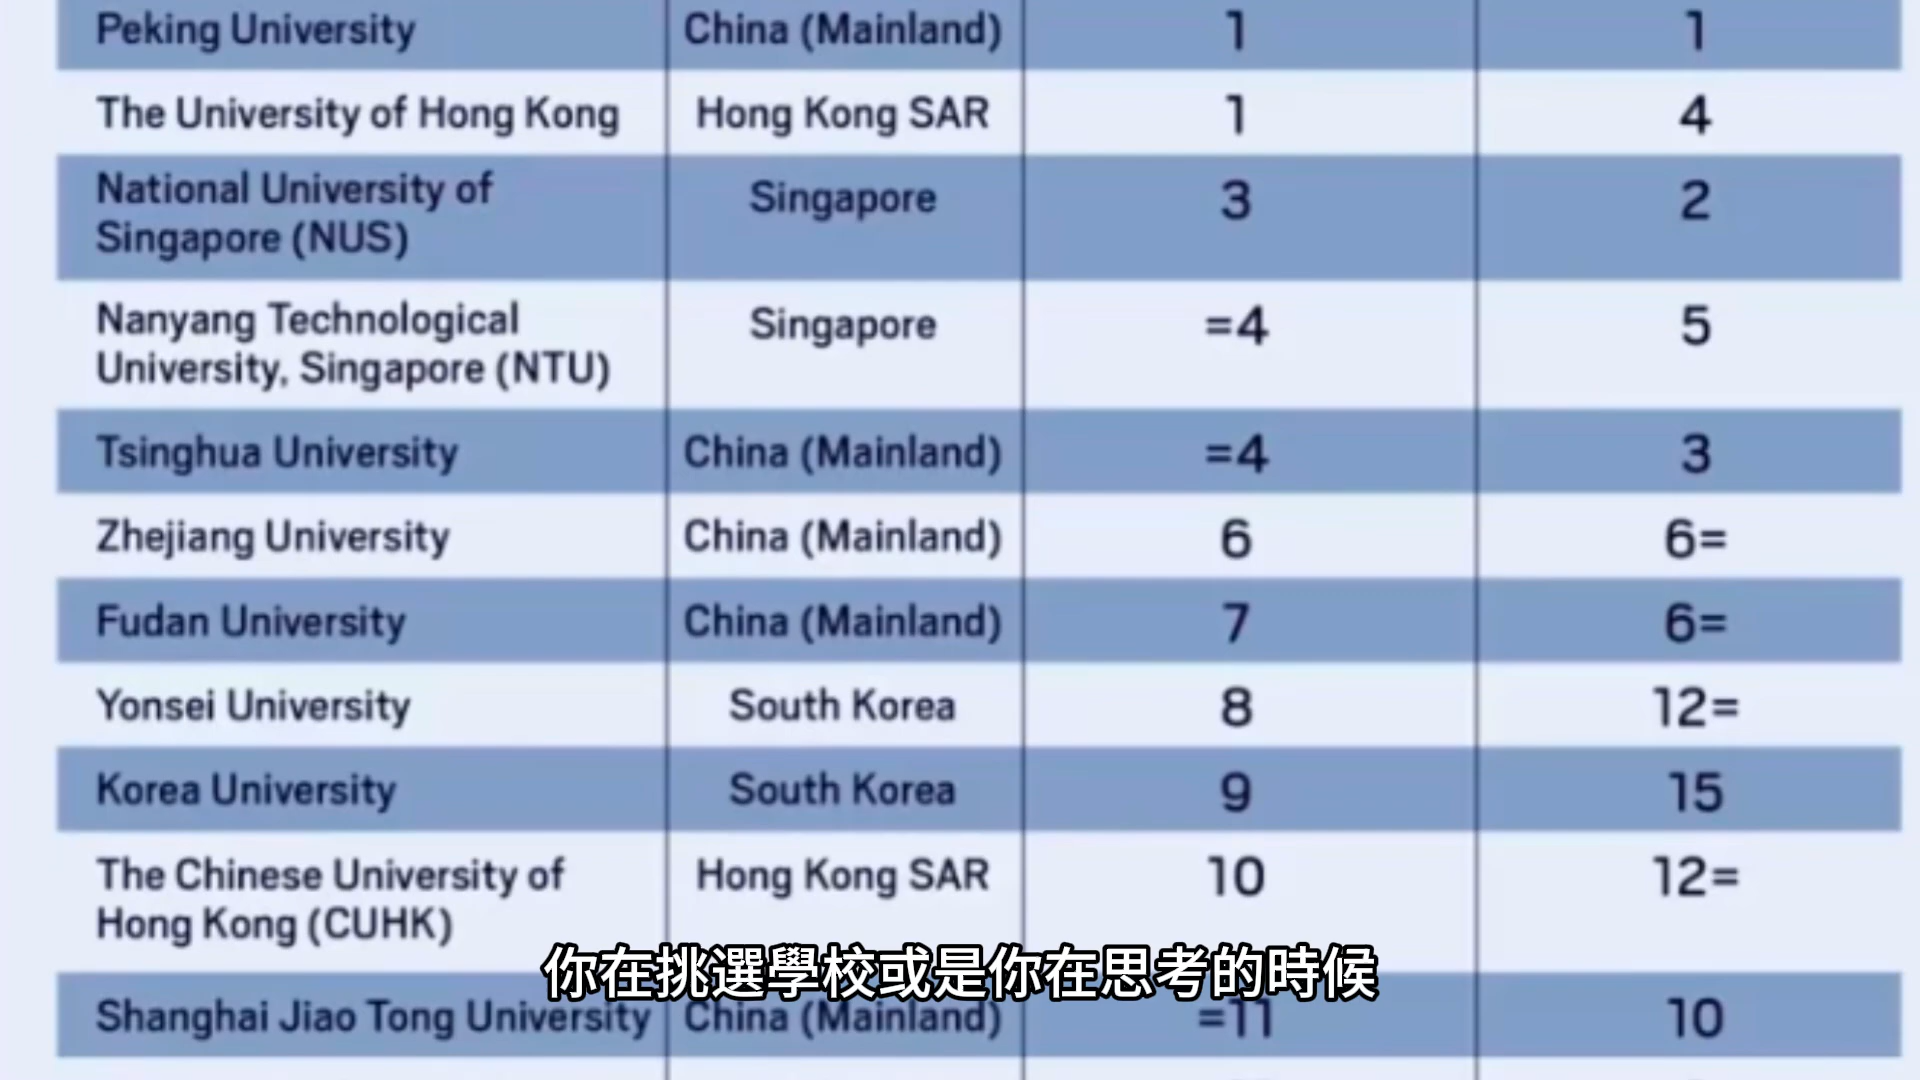 Peking University China (Mainland) 1 1
The University of Hong Kong Hong Kong SAR 1 4
National University of
Singapore (NUS) Singapore 3 2
Nanyang Technological
University, Singapore (NTU) Singapore =4 5
Tsinghua University China (Mainland) =4 3
Zhejiang University China (Mainland) 6 6=
Fudan University China (Mainland) 7 6=
Yonsei University South Korea 8 12=
Korea University South Korea 9 15
The Chinese University of
Hong Kong (CUHK) Hong Kong SAR 10 12=
你在挑選學校或是你在思考的時候
Shanghai Jiao Tong University China (Mainland) =11 10